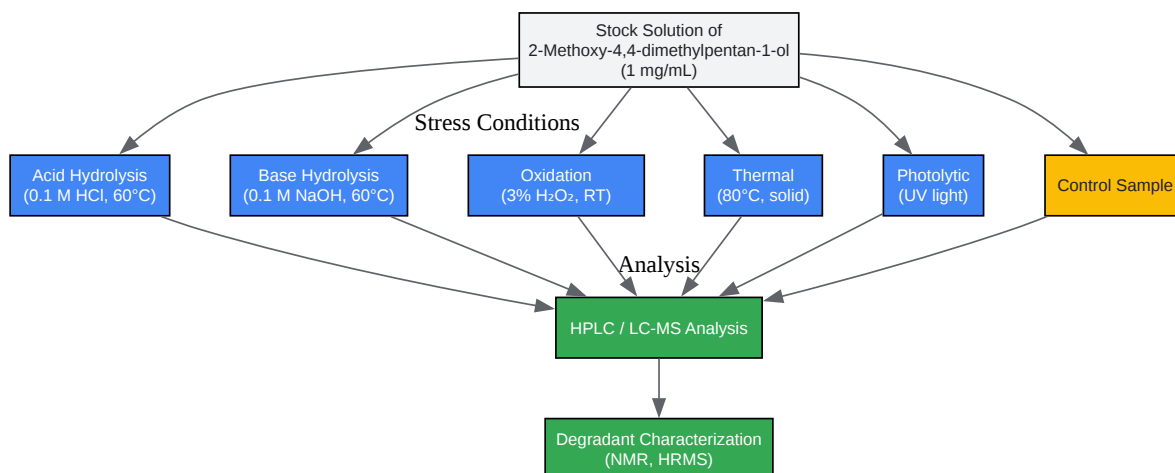 Stock Solution of
2-Methoxy-4,4-dimethylpentan-1-ol
(1 mg/mL)
Stress Conditions
Acid Hydrolysis
(0.1 M HCl, 60°C)
Base Hydrolysis
(0.1 M NaOH, 60°C)
Oxidation
(3% H₂O₂, RT)
Thermal
(80°C, solid)
Photolytic
(UV light)
Control Sample
Analysis
HPLC / LC-MS Analysis
Degradant Characterization
(NMR, HRMS)